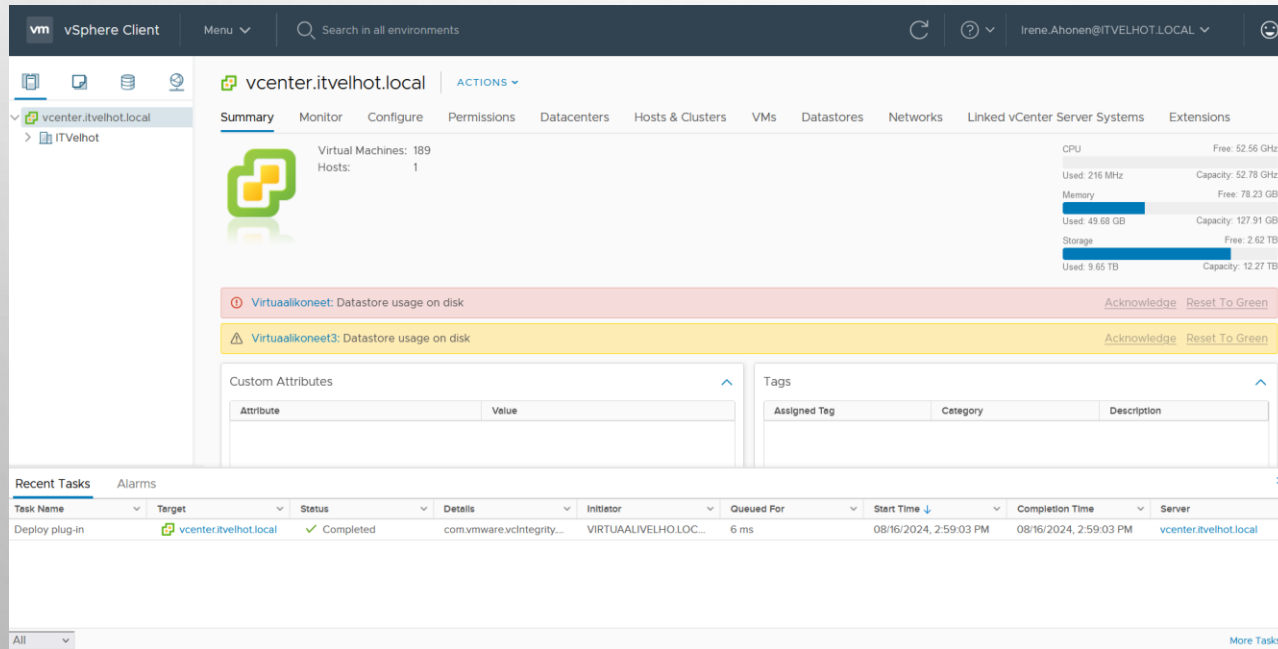 vm vSphere Client Menu Search in all environments Irene.Ahonen@ITVELHOT.LOCAL
vcenter.itvelhot.local ACTIONS
vcenter.itvelhot.local
ITVelhot
Summary Monitor Configure Permissions Datacenters Hosts & Clusters VMs Datastores Networks Linked vCenter Server Systems Extensions
Virtual Machines: 189
Hosts: 1
CPU Free: 52.56 GHz
Used: 216 MHz Capacity: 52.78 GHz
Memory Free: 78.23 GB
Used: 49.68 GB Capacity: 127.91 GB
Storage Free: 2.62 TB
Used: 9.65 TB Capacity: 12.27 TB
Virtuaalikoneet: Datastore usage on disk Acknowledge Reset To Green
Virtuaalikoneet3: Datastore usage on disk Acknowledge Reset To Green
Custom Attributes
Attribute Value
Tags
Assigned Tag Category Description
Recent Tasks Alarms
Task Name Target Status Details Initiator Queued For Start Time ↓ Completion Time Server
Deploy plug-in vcenter.itvelhot.local Completed com.vmware.vcIntegrity.... VIRTUAALIVELHO.LOC... 6 ms 08/16/2024, 2:59:03 PM 08/16/2024, 2:59:03 PM vcenter.itvelhot.local
All More Tasks